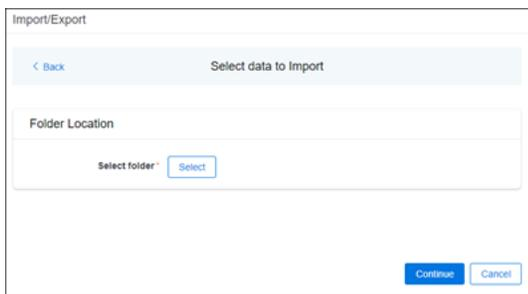 Import/Export
< Back Select data to Import
Folder Location
Select folder* Select
Continue Cancel